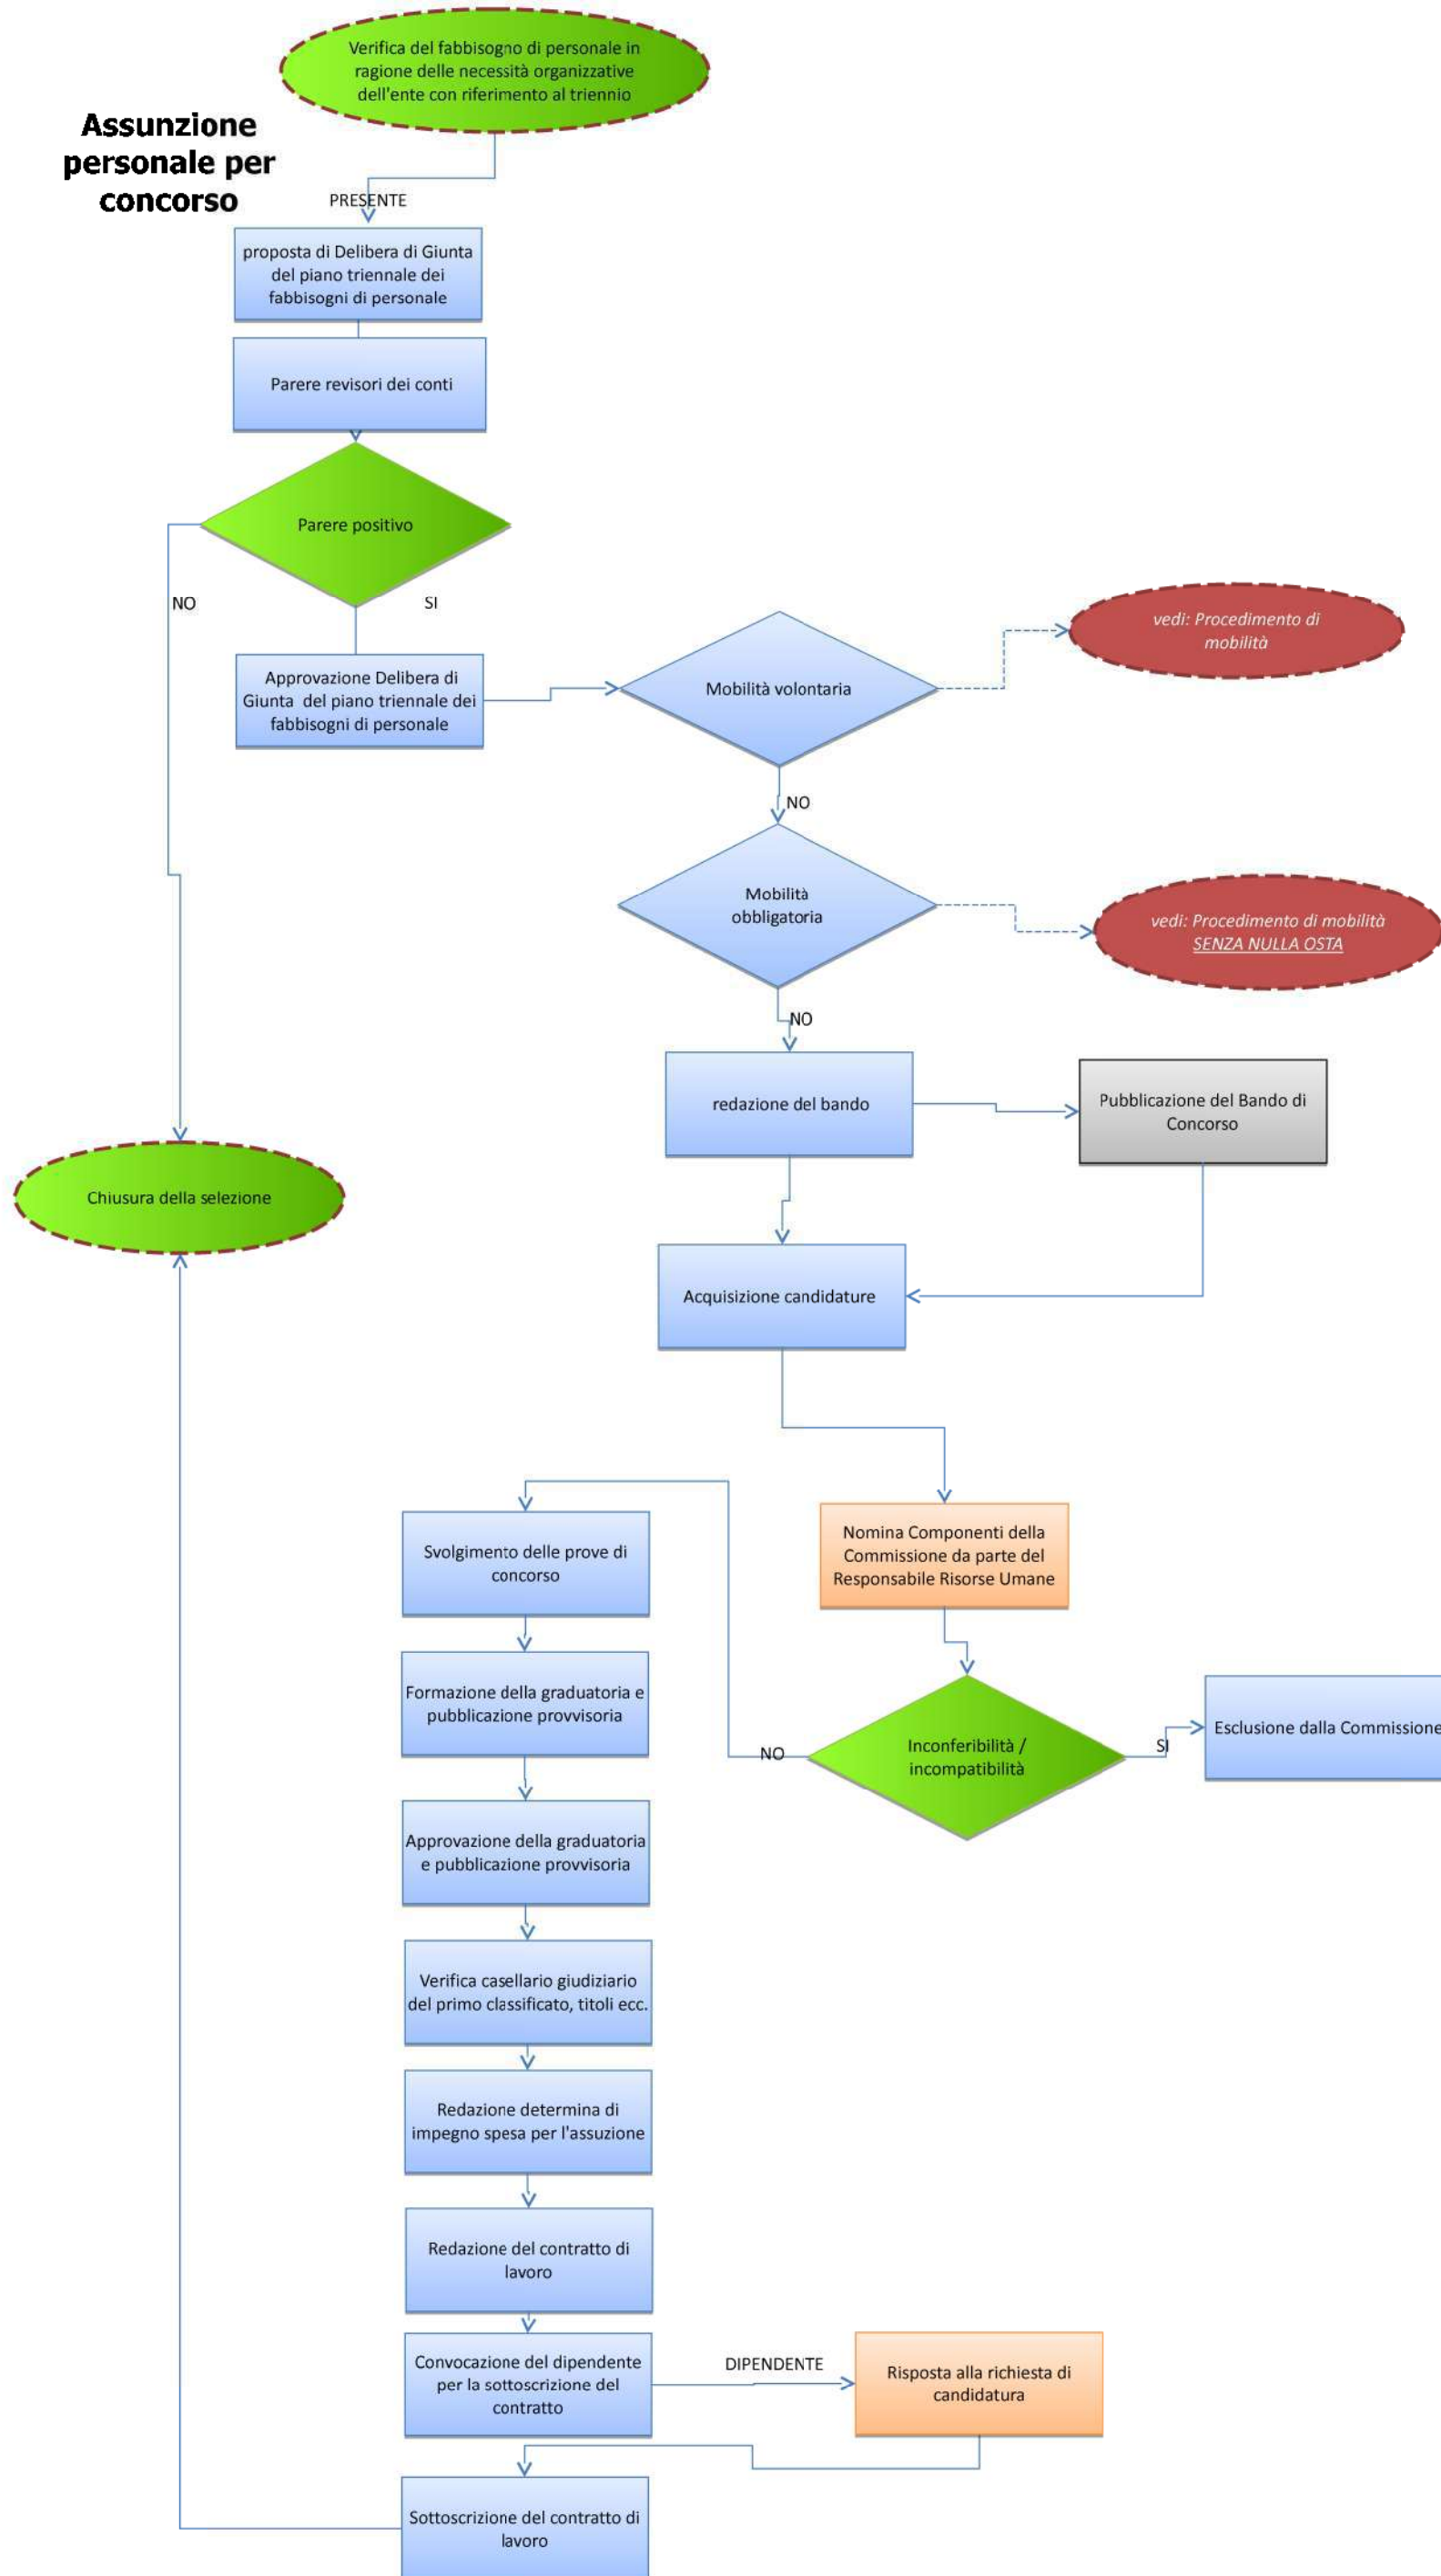 Verifica del fabbisogno di personale in
ragione delle necessità organizzative
dell'ente con riferimento al triennio
Assunzione
personale per
concorso
PRESENTE
proposta di Delibera di Giunta
del piano triennale dei
fabbisogni di personale
Parere revisori dei conti
Parere positivo
NO
SI
Approvazione Delibera di
Giunta del piano triennale dei
fabbisogni di personale
Mobilità volontaria
vedi: Procedimento di
mobilità
NO
Mobilità
obbligatoria
vedi: Procedimento di mobilità
SENZA NULLA OSTA
NO
redazione del bando
Pubblicazione del Bando di
Concorso
Chiusura della selezione
Acquisizione candidature
Nomina Componenti della
Commissione da parte del
Responsabile Risorse Umane
Svolgimento delle prove di
concorso
Inconferibilità /
incompatibilità
NO
SI
Esclusione dalla Commissione
Formazione della graduatoria e
pubblicazione provvisoria
Approvazione della graduatoria
e pubblicazione provvisoria
Verifica casellario giudiziario
del primo classificato, titoli ecc.
Redazione determina di
impegno spesa per l'assuzione
Redazione del contratto di
lavoro
Convocazione del dipendente
per la sottoscrizione del
contratto
DIPENDENTE
Risposta alla richiesta di
candidatura
Sottoscrizione del contratto di
lavoro